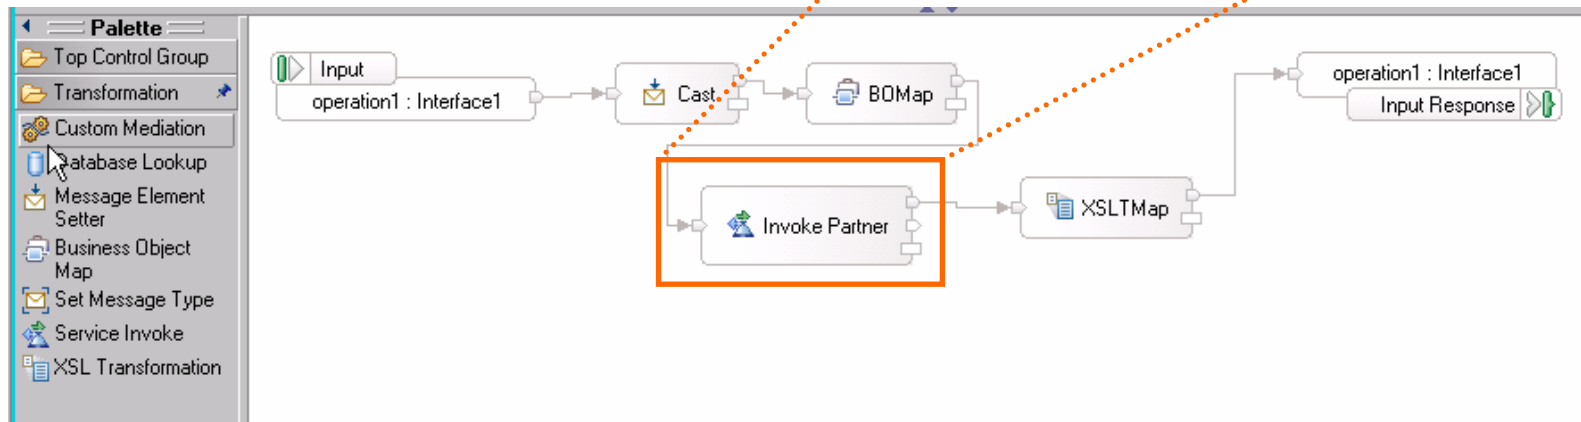 Palette
Top Control Group
Transformation
Custom Mediation
Database Lookup
Message Element
Setter
Business Object
Map
Set Message Type
Service Invoke
XSL Transformation
Input
operation1 : Interface1
Cast
BOMap
Invoke Partner
XSLTMap
operation1 : Interface1
Input Response